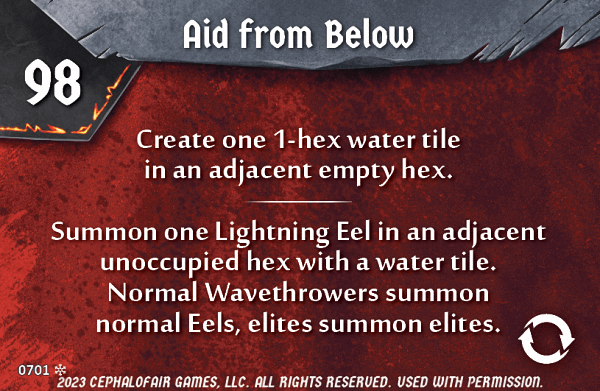 Aid from Below
98
Create one 1-hex water tile
in an adjacent empty hex.
Summon one Lightning Eel in an adjacent
unoccupied hex with a water tile.
Normal Wavethrowers summon
normal Eels, elites summon elites.
0701
2023 CEPHALOFAIR GAMES, LLC. ALL RIGHTS RESERVED. USED WITH PERMISSION.